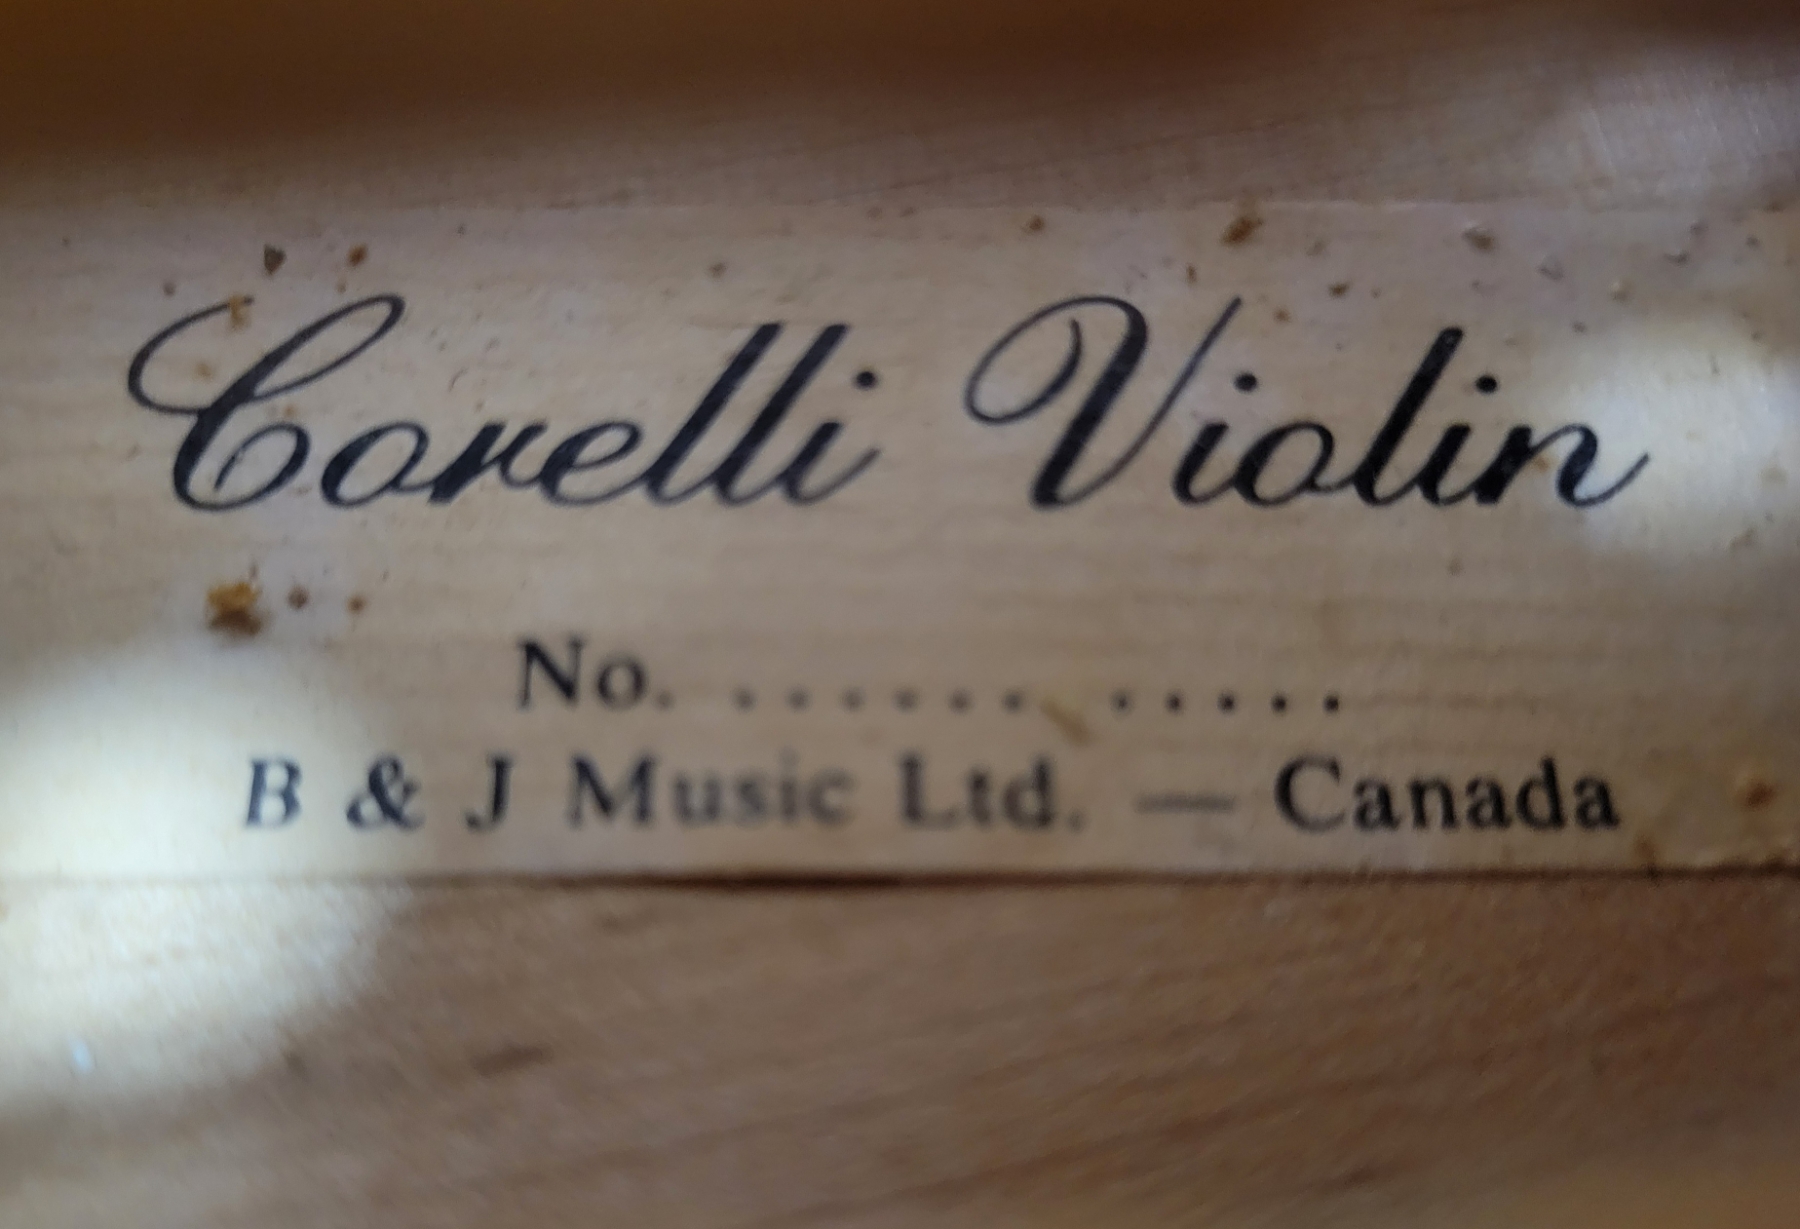 Corelli Violin
No. ....... .....
B & J Music Ltd. — Canada